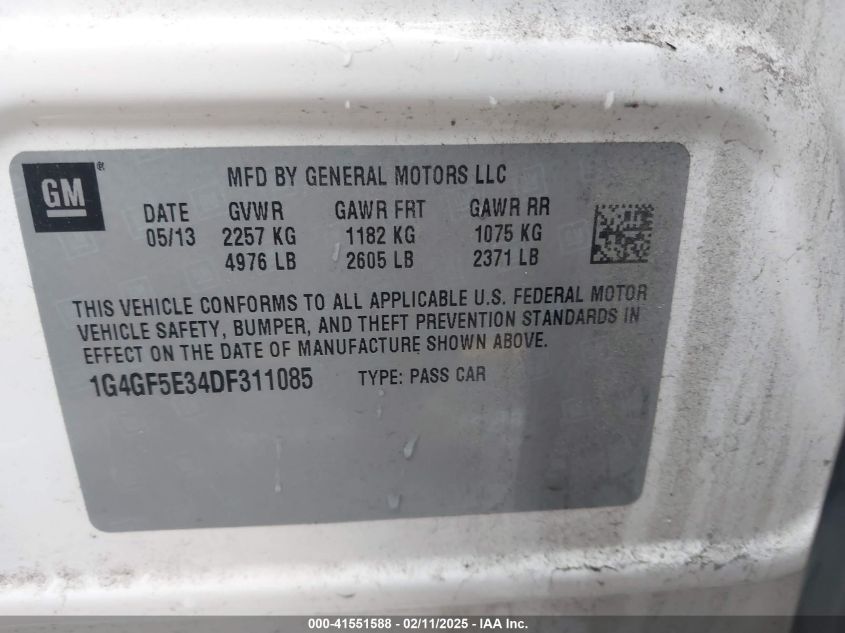 GM®
MFD BY GENERAL MOTORS LLC
DATE GVWR GAWR FRT GAWR RR
05/13 2257 KG 1182 KG 1075 KG
4976 LB 2605 LB 2371 LB
THIS VEHICLE CONFORMS TO ALL APPLICABLE U.S. FEDERAL MOTOR
VEHICLE SAFETY, BUMPER, AND THEFT PREVENTION STANDARDS IN
EFFECT ON THE DATE OF MANUFACTURE SHOWN ABOVE.
1G4GF5E34DF311085 TYPE: PASS CAR
000-41551588 - 02/11/2025 - IAA Inc.